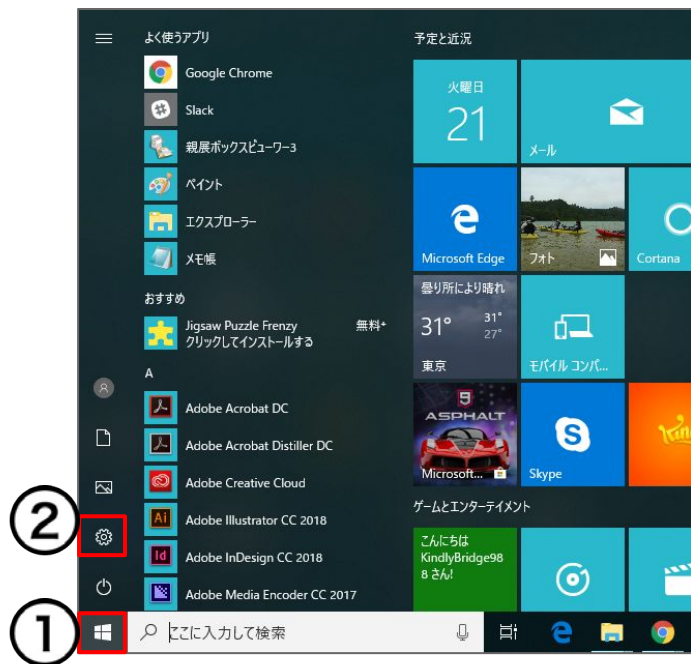 よく使うアプリ
Google Chrome
Slack
親展ボックスビューワー3
ペイント
エクスプローラー
メモ帳
おすすめ
Jigsaw Puzzle Frenzy 無料+
クリックしてインストールする
A
Adobe Acrobat DC
Adobe Acrobat Distiller DC
Adobe Creative Cloud
Adobe Illustrator CC 2018
Adobe InDesign CC 2018
Adobe Media Encoder CC 2017
予定と近況
火曜日
21
メール
Microsoft Edge
フォト
Cortana
曇り所により晴れ
31° 31°
27°
東京
モバイル コンパ...
ASPHALT
Microsoft...
Skype
ゲームとエンターテイメント
こんにちは
KindlyBridge98
8 さん!
②
①
ここに入力して検索